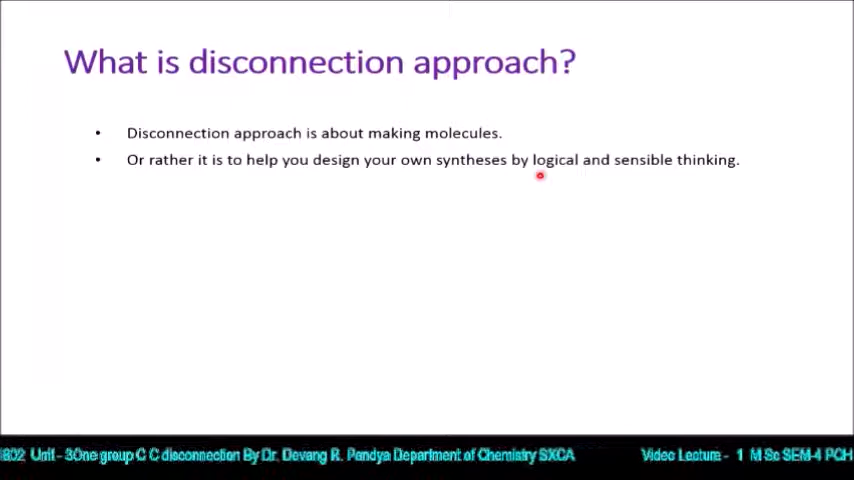 What is disconnection approach?
• Disconnection approach is about making molecules.
• Or rather it is to help you design your own syntheses by logical and sensible thinking.
802 Unit - 3One group C C disconnection By Dr. Devang R. Pandya Department of Chemistry SXCA Video Lecture - 1 M Sc SEM-4 PCH